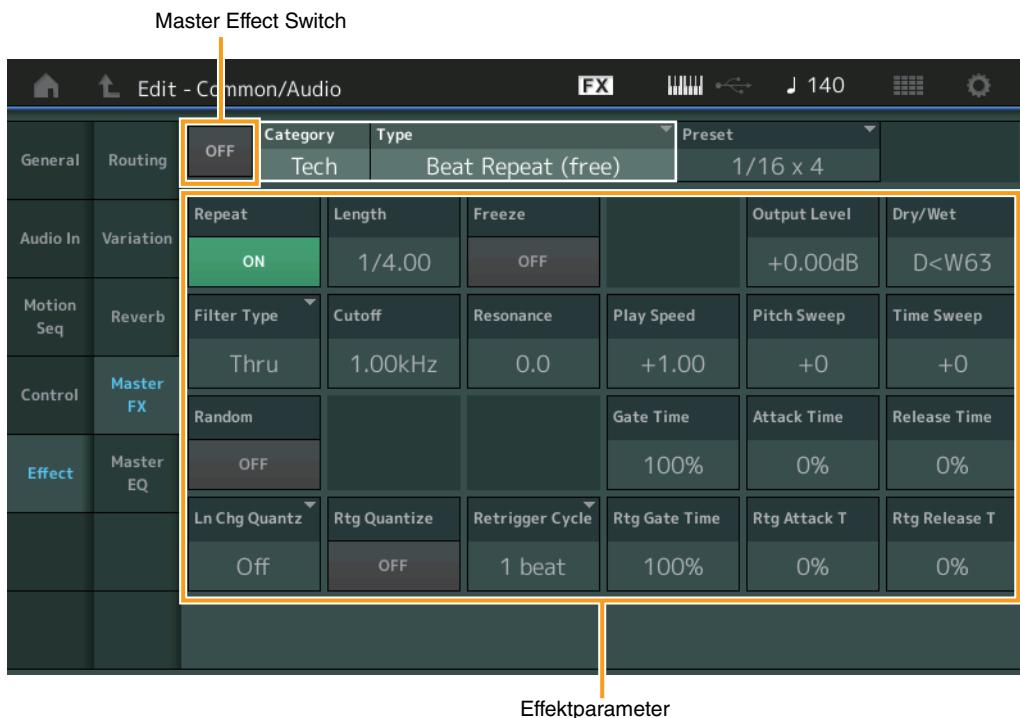 Master Effect Switch
Edit - Common/Audio
FX
♩ 140
General
Routing
OFF
Category
Tech
Type
Beat Repeat (free)
Preset
1/16 x 4
Audio In
Variation
Repeat
ON
Length
1/4.00
Freeze
OFF
Output Level
+0.00dB
Dry/Wet
D<W63
Motion
Seq
Reverb
Filter Type
Thru
Cutoff
1.00kHz
Resonance
0.0
Play Speed
+1.00
Pitch Sweep
+0
Time Sweep
+0
Control
Master
FX
Random
OFF
Gate Time
100%
Attack Time
0%
Release Time
0%
Effect
Master
EQ
Ln Chg Quantz
Off
Rtg Quantize
OFF
Retrigger Cycle
1 beat
Rtg Gate Time
100%
Rtg Attack T
0%
Rtg Release T
0%
Effektparameter